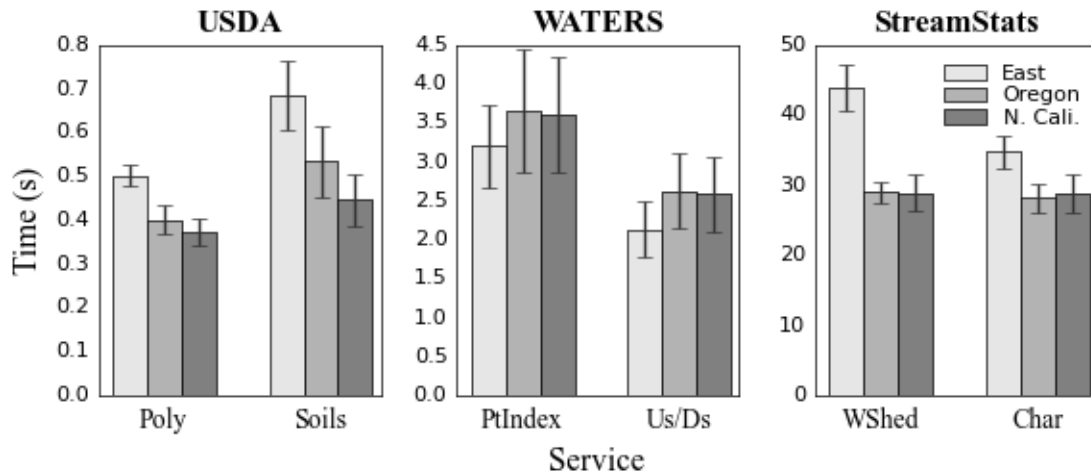 USDA
WATERS
StreamStats
Time (s)
0.8
0.7
0.6
0.5
0.4
0.3
0.2
0.1
0.0
Poly Soils
4.5
4.0
3.5
3.0
2.5
2.0
1.5
1.0
0.5
0.0
PtIndex Us/Ds
50
40
30
20
10
0
East
Oregon
N. Cali.
WShed Char
Service